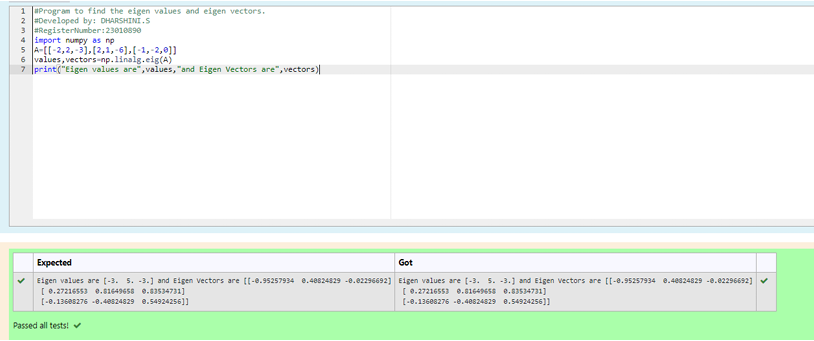 1 #Program to find the eigen values and eigen vectors.
2 #Developed by: DHARSHINI.S
3 #RegisterNumber:23010890
4 import numpy as np
5 A=[[-2,2,-3],[2,1,-6],[-1,-2,0]]
6 values,vectors=np.linalg.eig(A)
7 print("Eigen values are",values,"and Eigen Vectors are",vectors)
Expected Got
Eigen values are [-3.  5. -3.] and Eigen Vectors are [[-0.95257934  0.40824829 -0.02296692] Eigen values are [-3.  5. -3.] and Eigen Vectors are [[-0.95257934  0.40824829 -0.02296692]
[ 0.27216553  0.81649658  0.83534731] [ 0.27216553  0.81649658  0.83534731]
[-0.13608276 -0.40824829  0.54924256]] [-0.13608276 -0.40824829  0.54924256]]
Passed all tests!